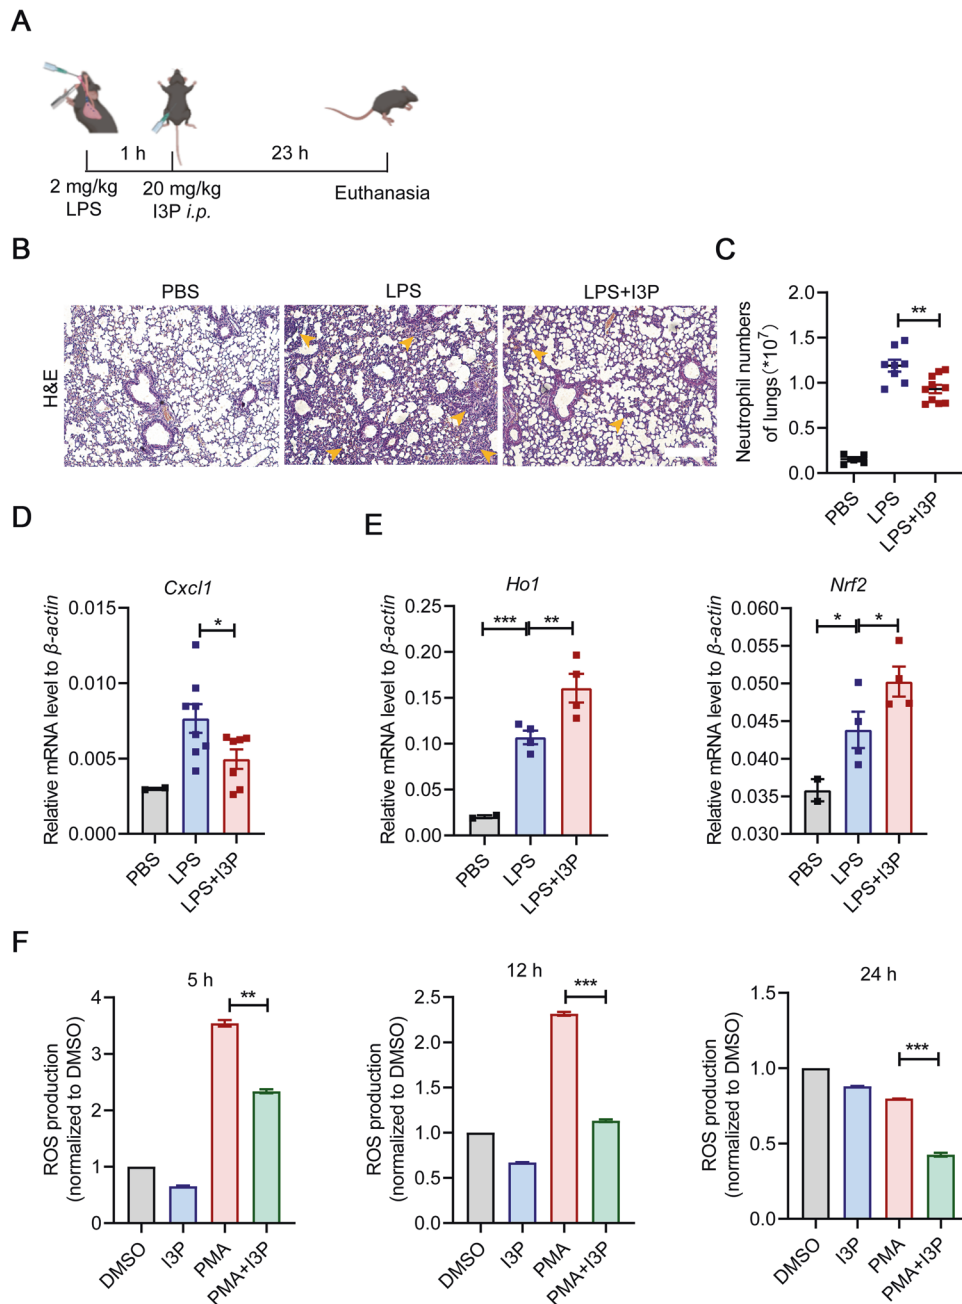 A
1 h
23 h
2 mg/kg
LPS
20 mg/kg
I3P i.p.
Euthanasia
B
PBS
LPS
LPS+I3P
H&E
C
Neutrophil numbers
of lungs (*10⁷)
2.0
1.5
1.0
0.5
0.0
**
PBS
LPS
LPS+I3P
D
Cxcl1
Relative mRNA level to β-actin
0.015
0.010
0.005
0.000
*
PBS
LPS
LPS+I3P
E
Ho1
Relative mRNA level to β-actin
0.25
0.20
0.15
0.10
0.05
0.00
***
**
PBS
LPS
LPS+I3P
Nrf2
Relative mRNA level to β-actin
0.060
0.055
0.050
0.045
0.040
0.035
0.030
*
*
PBS
LPS
LPS+I3P
F
5 h
ROS production
(normalized to DMSO)
4
3
2
1
0
**
DMSO
I3P
PMA
PMA+I3P
12 h
ROS production
(normalized to DMSO)
2.5
2.0
1.5
1.0
0.5
0.0
***
DMSO
I3P
PMA
PMA+I3P
24 h
ROS production
(normalized to DMSO)
1.5
1.0
0.5
0.0
***
DMSO
I3P
PMA
PMA+I3P